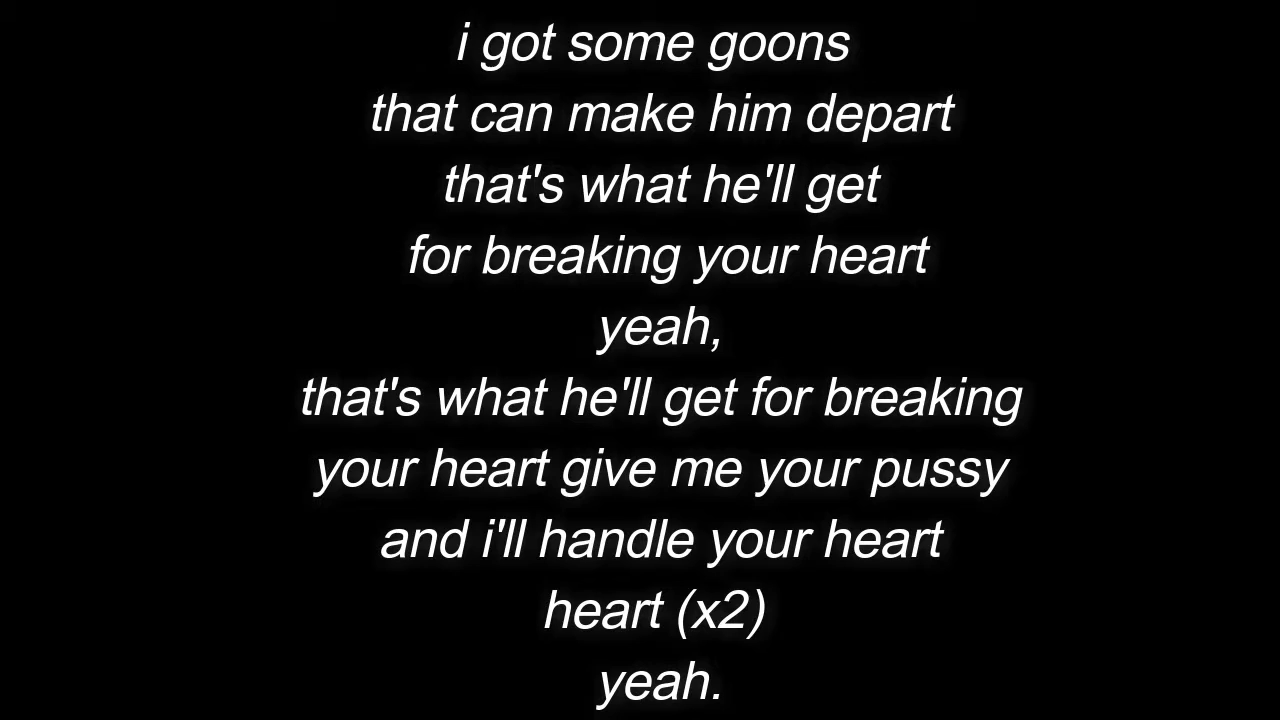 i got some goons
that can make him depart
that's what he'll get
for breaking your heart
yeah,
that's what he'll get for breaking
your heart give me your pussy
and i'll handle your heart
heart (x2)
yeah.